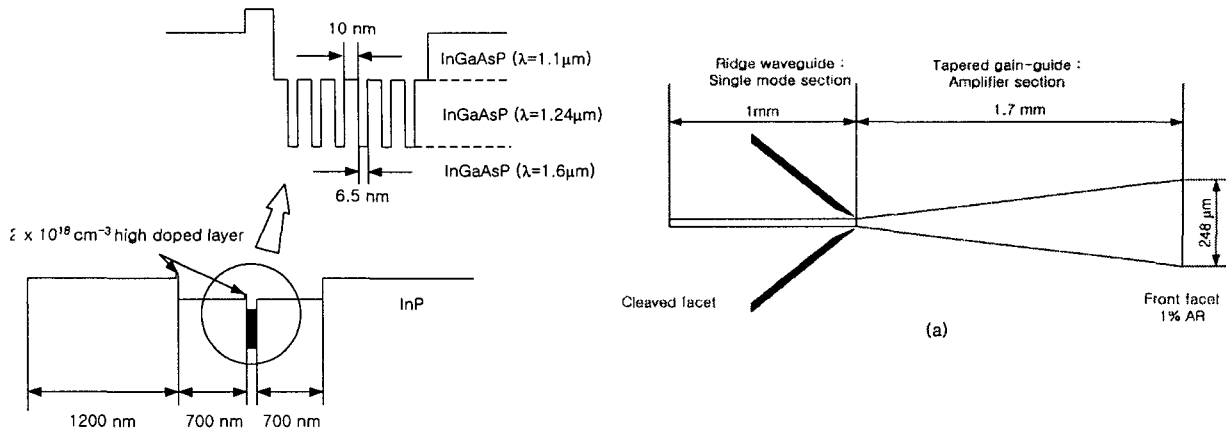 10 nm
InGaAsP (λ=1.1μm)
InGaAsP (λ=1.24μm)
InGaAsP (λ=1.6μm)
6.5 nm
2 x 10¹⁸ cm⁻³ high doped layer
InP
1200 nm
700 nm
700 nm
Ridge waveguide :
Single mode section
Tapered gain-guide :
Amplifier section
1mm
1.7 mm
248 μm
Cleaved facet
Front facet
1% AR
(a)